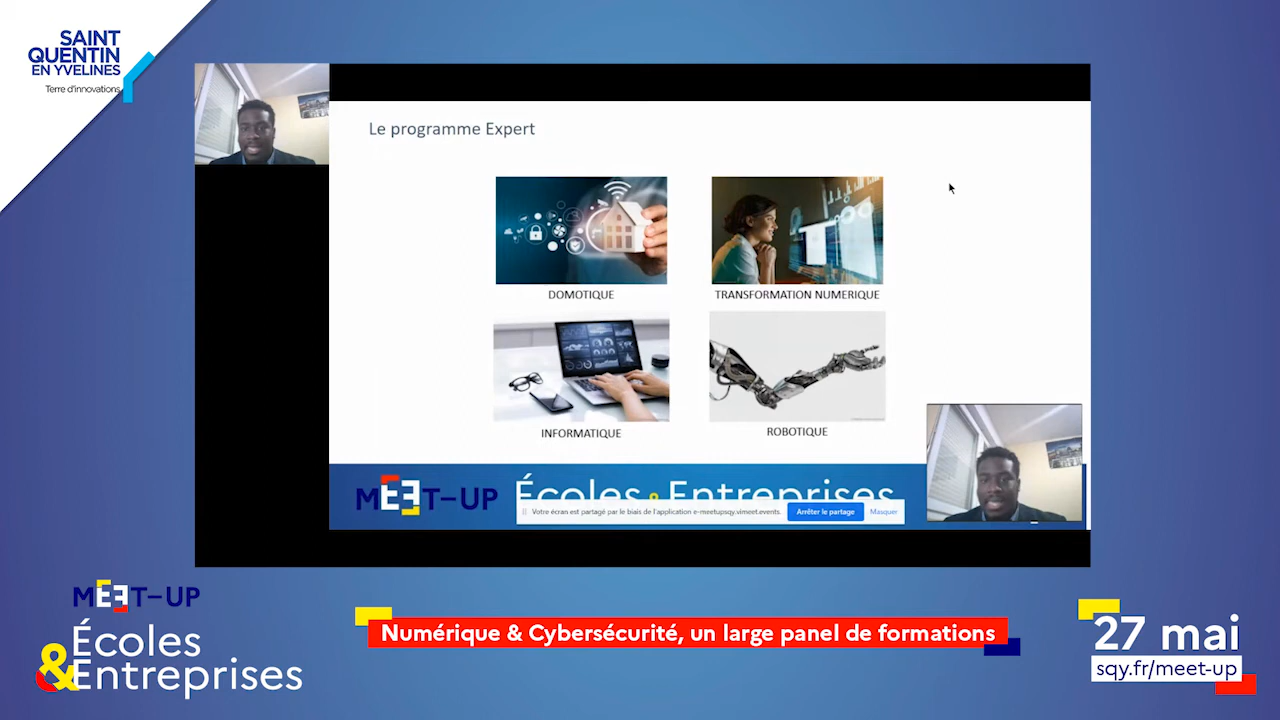 SAINT
QUENTIN
EN YVELINES
Terre d'innovations
Le programme Expert
DOMOTIQUE
TRANSFORMATION NUMERIQUE
INFORMATIQUE
ROBOTIQUE
MEET-UP
Écoles & Entreprises
Votre écran est partagé par le biais de l'application e-meetupsqy.vimeet.events.
Arrêter le partage
Masquer
MEET-UP
Écoles
&Entreprises
Numérique & Cybersécurité, un large panel de formations
27 mai
sqy.fr/meet-up